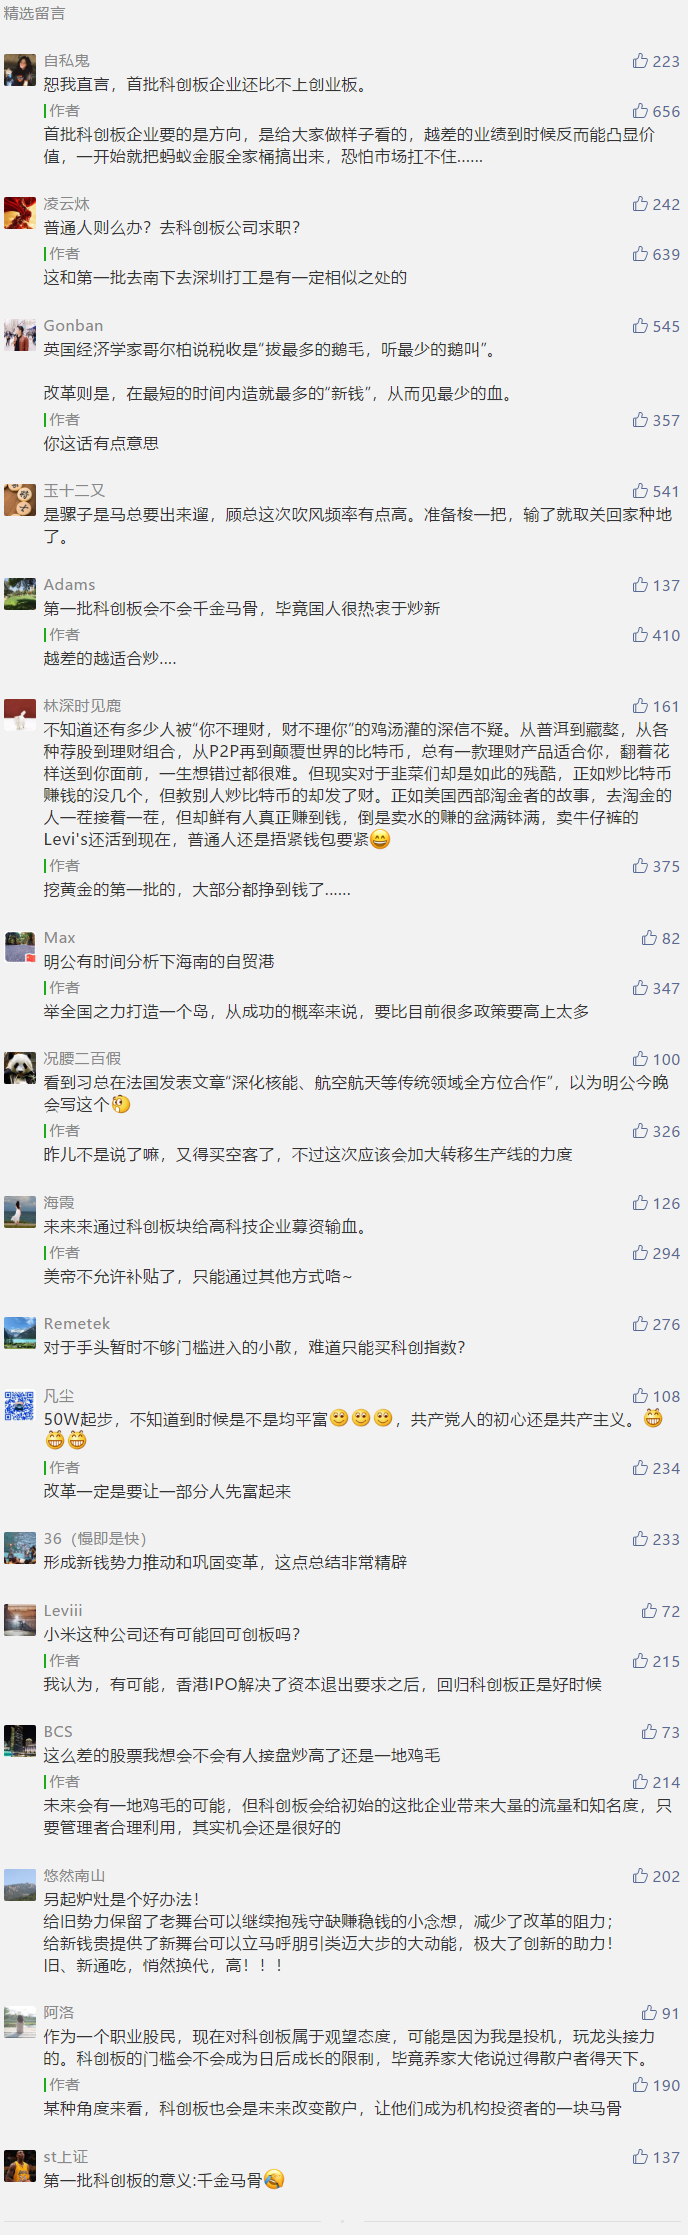 精选留言
自私鬼
223
恕我直言，首批科创板企业还比不上创业板。
作者
656
首批科创板企业要的是方向，是给大家做样子看的，越差的业绩到时候反而能凸显价
值，一开始就把蚂蚁金服全家桶搞出来，恐怕市场扛不住......
凌云炑
242
普通人则么办？去科创板公司求职？
作者
639
这和第一批去南下去深圳打工是有一定相似之处的
Gonban
545
英国经济学家哥尔柏说税收是“拔最多的鹅毛，听最少的鹅叫”。
改革则是，在最短的时间内造就最多的“新钱”，从而见最少的血。
作者
357
你这话有点意思
玉十二又
541
是骡子是马总要出来遛，顾总这次吹风频率有点高。准备梭一把，输了就取关回家种地
了。
Adams
137
第一批科创板会不会千金马骨，毕竟国人很热衷于炒新
作者
410
越差的越适合炒....
林深时见鹿
161
不知道还有多少人被“你不理财，财不理你”的鸡汤灌的深信不疑。从普洱到藏獒，从各
种荐股到理财组合，从P2P再到颠覆世界的比特币，总有一款理财产品适合你，翻着花
样送到你面前，一生想错过都很难。但现实对于韭菜们却是如此的残酷，正如炒比特币
赚钱的没几个，但教别人炒比特币的却发了财。正如美国西部淘金者的故事，去淘金的
人一茬接着一茬，但却鲜有人真正赚到钱，倒是卖水的赚的盆满钵满，卖牛仔裤的
Levi's还活到现在，普通人还是捂紧钱包要紧😄
作者
375
挖黄金的第一批的，大部分都挣到钱了......
Max
82
明公有时间分析下海南的自贸港
作者
347
举全国之力打造一个岛，从成功的概率来说，要比目前很多政策要高上太多
况腰二百假
100
看到习总在法国发表文章“深化核能、航空航天等传统领域全方位合作”，以为明公今晚
会写这个🤔
作者
326
昨儿不是说了嘛，又得买空客了，不过这次应该会加大转移生产线的力度
海霞
126
来来来通过科创板块给高科技企业募资输血。
作者
294
美帝不允许补贴了，只能通过其他方式咯~
Remetek
276
对于手头暂时不够门槛进入的小散，难道只能买科创指数？
凡尘
108
50W起步，不知道到时候是不是均平富🙂🙂🙂，共产党人的初心还是共产主义。😁
😁😁
作者
234
改革一定是要让一部分人先富起来
36（慢即是快）
233
形成新钱势力推动和巩固变革，这点总结非常精辟
Leviii
72
小米这种公司还有可能回可创板吗？
作者
215
我认为，有可能，香港IPO解决了资本退出要求之后，回归科创板正是好时候
BCS
73
这么差的股票我想会不会有人接盘炒高了还是一地鸡毛
作者
214
未来会有一地鸡毛的可能，但科创板会给初始的这批企业带来大量的流量和知名度，只
要管理者合理利用，其实机会还是很好的
悠然南山
202
另起炉灶是个好办法！
给旧势力保留了老舞台可以继续抱残守缺赚稳钱的小念想，减少了改革的阻力；
给新钱贵提供了新舞台可以立马呼朋引类迈大步的大动能，极大了创新的助力！
旧、新通吃，悄然换代，高！！！
阿洛
91
作为一个职业股民，现在对科创板属于观望态度，可能是因为我是投机，玩龙头接力
的。科创板的门槛会不会成为日后成长的限制，毕竟养家大佬说过得散户者得天下。
作者
190
某种角度来看，科创板也会是未来改变散户，让他们成为机构投资者的一块马骨
st上证
137
第一批科创板的意义:千金马骨🤣